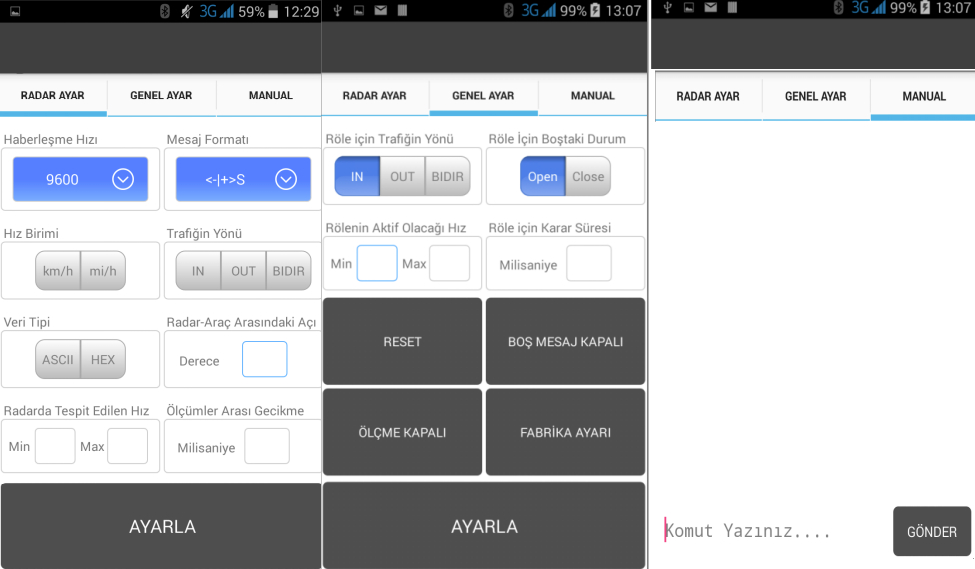 3G 59% 12:29
RADAR AYAR GENEL AYAR MANUAL
Haberleşme Hızı Mesaj Formatı
9600 <-|+>S
Hız Birimi Trafiğin Yönü
km/h mi/h IN OUT BIDIR
Veri Tipi Radar-Araç Arasındaki Açı
ASCII HEX Derece
Radarda Tespit Edilen Hız Ölçümler Arası Gecikme
Min Max Milisaniye
AYARLA
3G 99% 13:07
RADAR AYAR GENEL AYAR MANUAL
Röle için Trafiğin Yönü Röle İçin Boştaki Durum
IN OUT BIDIR Open Close
Rölenin Aktif Olacağı Hız Röle için Karar Süresi
Min Max Milisaniye
RESET BOŞ MESAJ KAPALI
ÖLÇME KAPALI FABRİKA AYARI
AYARLA
3G 99% 13:07
RADAR AYAR GENEL AYAR MANUAL
Komut Yazınız.... GÖNDER